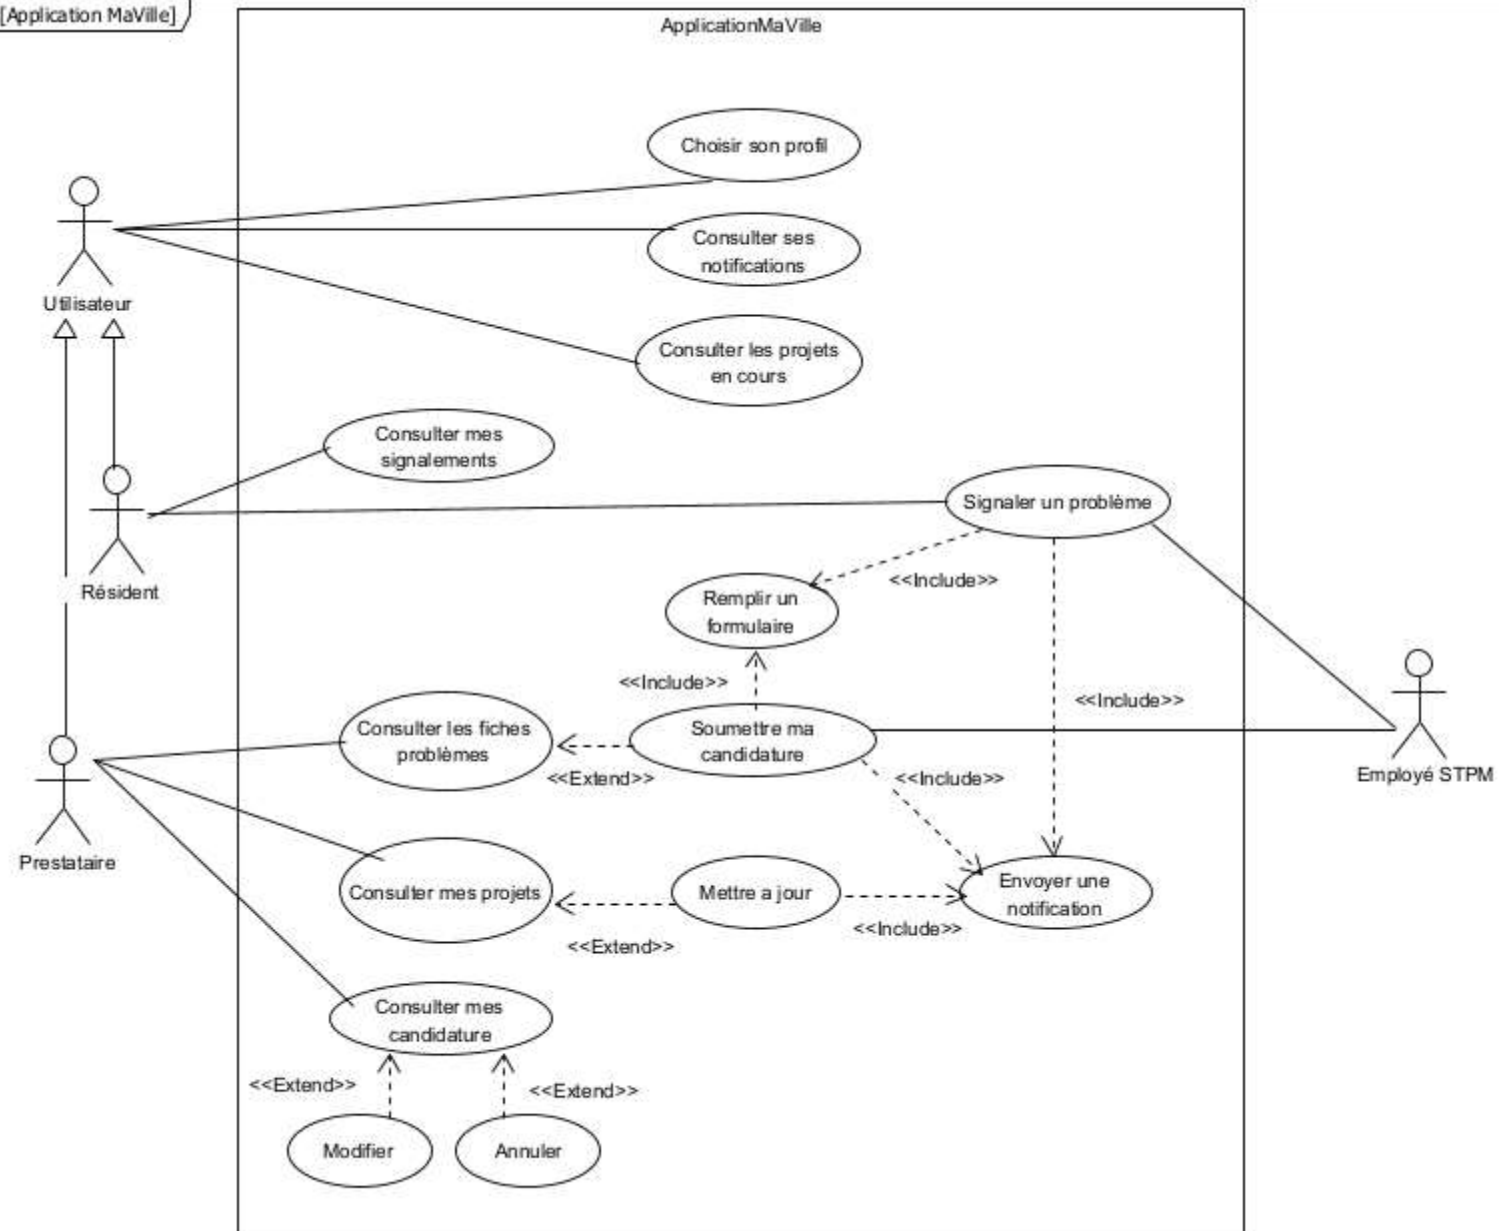 [Application MaVille]
ApplicationMaVille
Choisir son profil
Consulter ses
notifications
Utilisateur
Consulter les projets
en cours
Consulter mes
signalements
Signaler un problème
<<Include>>
Résident
Remplir un
formulaire
<<Include>>
<<Include>>
Consulter les fiches
problèmes
Soumettre ma
candidature
<<Extend>>
<<Include>>
Employé STPM
Prestataire
Consulter mes projets
Mettre a jour
Envoyer une
notification
<<Extend>>
<<Include>>
Consulter mes
candidature
<<Extend>>
<<Extend>>
Modifier
Annuler